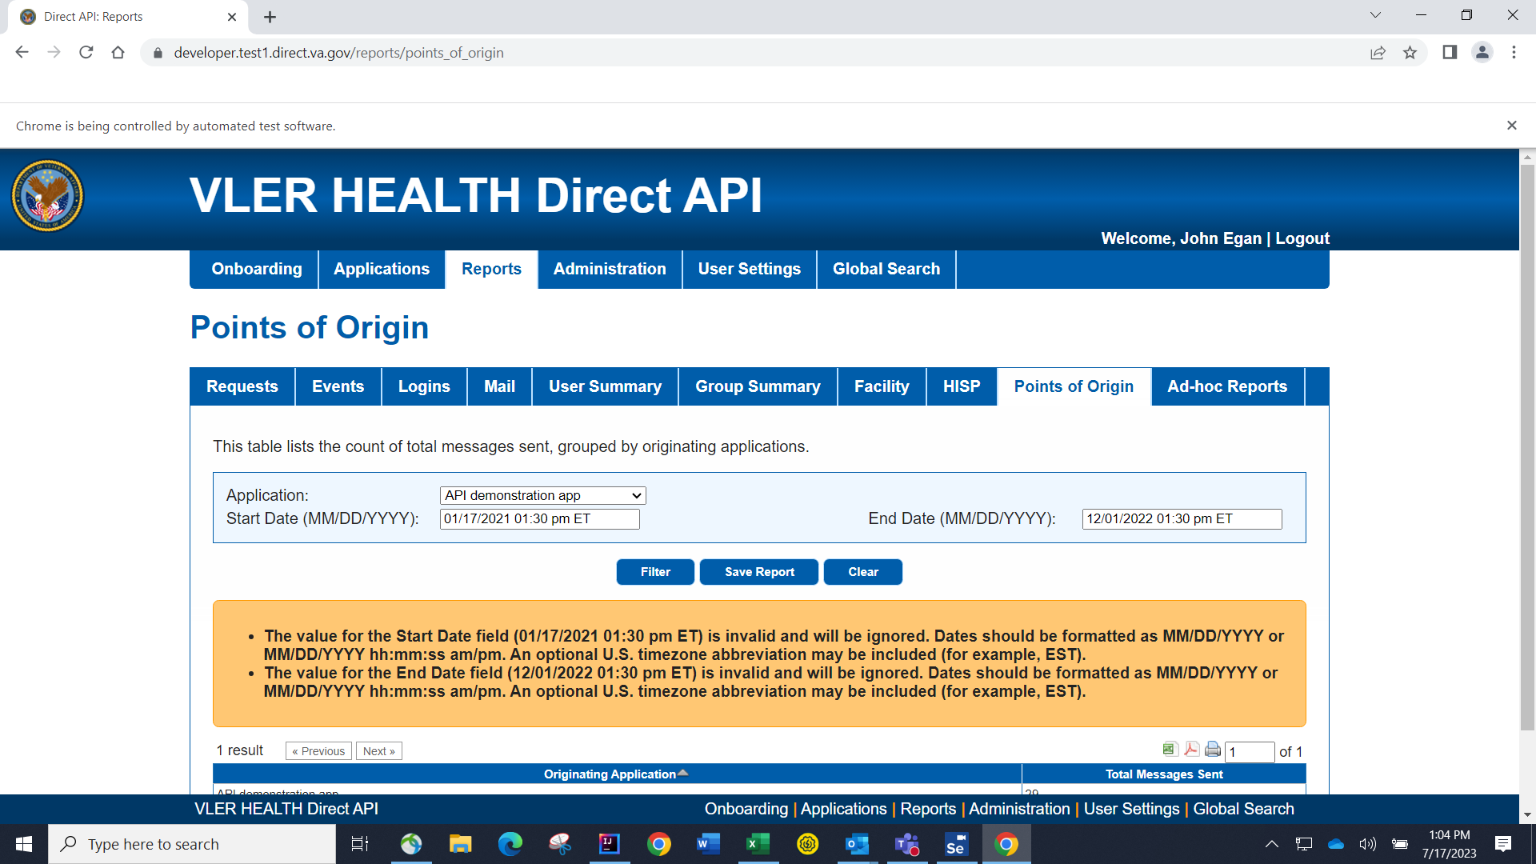 Direct API: Reports
developer.test1.direct.va.gov/reports/points_of_origin
Chrome is being controlled by automated test software.
VLER HEALTH Direct API
Welcome, John Egan | Logout
Onboarding Applications Reports Administration User Settings Global Search
Points of Origin
Requests Events Logins Mail User Summary Group Summary Facility HISP Points of Origin Ad-hoc Reports
This table lists the count of total messages sent, grouped by originating applications.
Application: API demonstration app
Start Date (MM/DD/YYYY): 01/17/2021 01:30 pm ET End Date (MM/DD/YYYY): 12/01/2022 01:30 pm ET
Filter Save Report Clear
• The value for the Start Date field (01/17/2021 01:30 pm ET) is invalid and will be ignored. Dates should be formatted as MM/DD/YYYY or
MM/DD/YYYY hh:mm:ss am/pm. An optional U.S. timezone abbreviation may be included (for example, EST).
• The value for the End Date field (12/01/2022 01:30 pm ET) is invalid and will be ignored. Dates should be formatted as MM/DD/YYYY or
MM/DD/YYYY hh:mm:ss am/pm. An optional U.S. timezone abbreviation may be included (for example, EST).
1 result « Previous Next » 1 of 1
Originating Application Total Messages Sent
API demonstration app
VLER HEALTH Direct API Onboarding | Applications | Reports | Administration | User Settings | Global Search
Type here to search
1:04 PM
7/17/2023